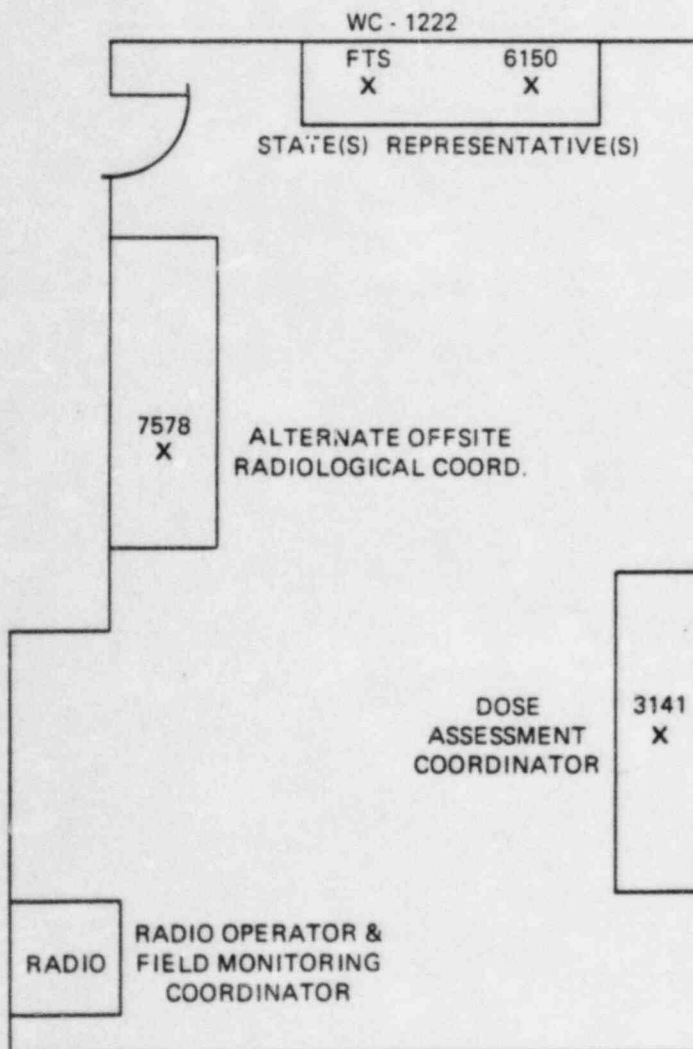 WC - 1222
FTS 6150
X X
STATE(S) REPRESENTATIVE(S)
7578
X
ALTERNATE OFFSITE
RADIOLOGICAL COORD.
DOSE
ASSESSMENT
COORDINATOR
3141
X
RADIO
RADIO OPERATOR &
FIELD MONITORING
COORDINATOR